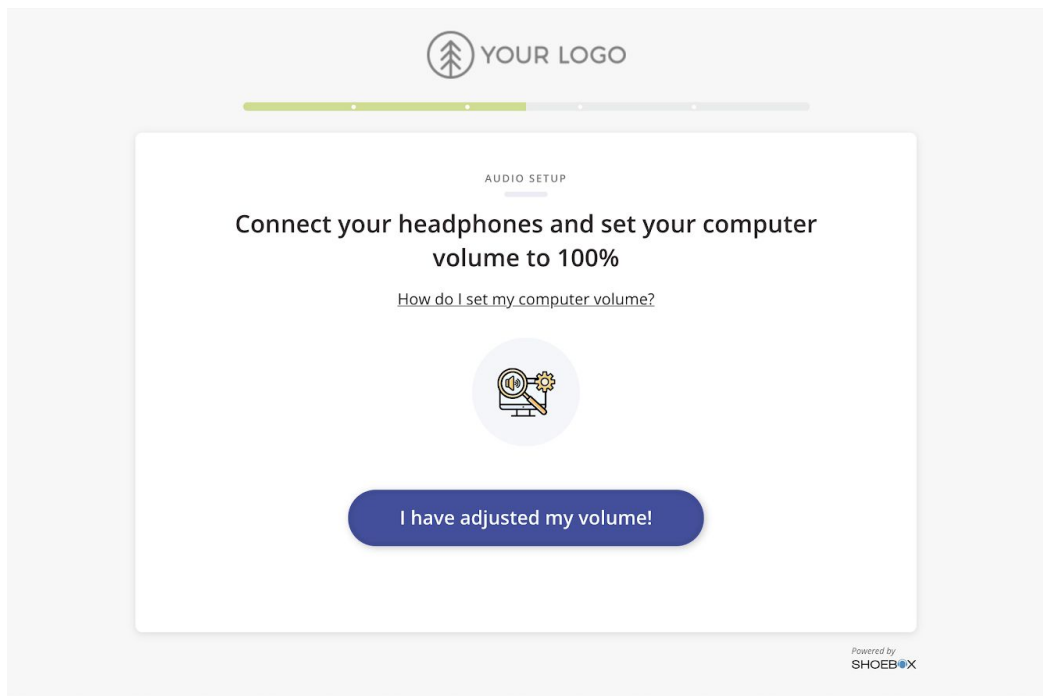 YOUR LOGO
AUDIO SETUP
Connect your headphones and set your computer
volume to 100%
How do I set my computer volume?
I have adjusted my volume!
Powered by
SHOEBOX